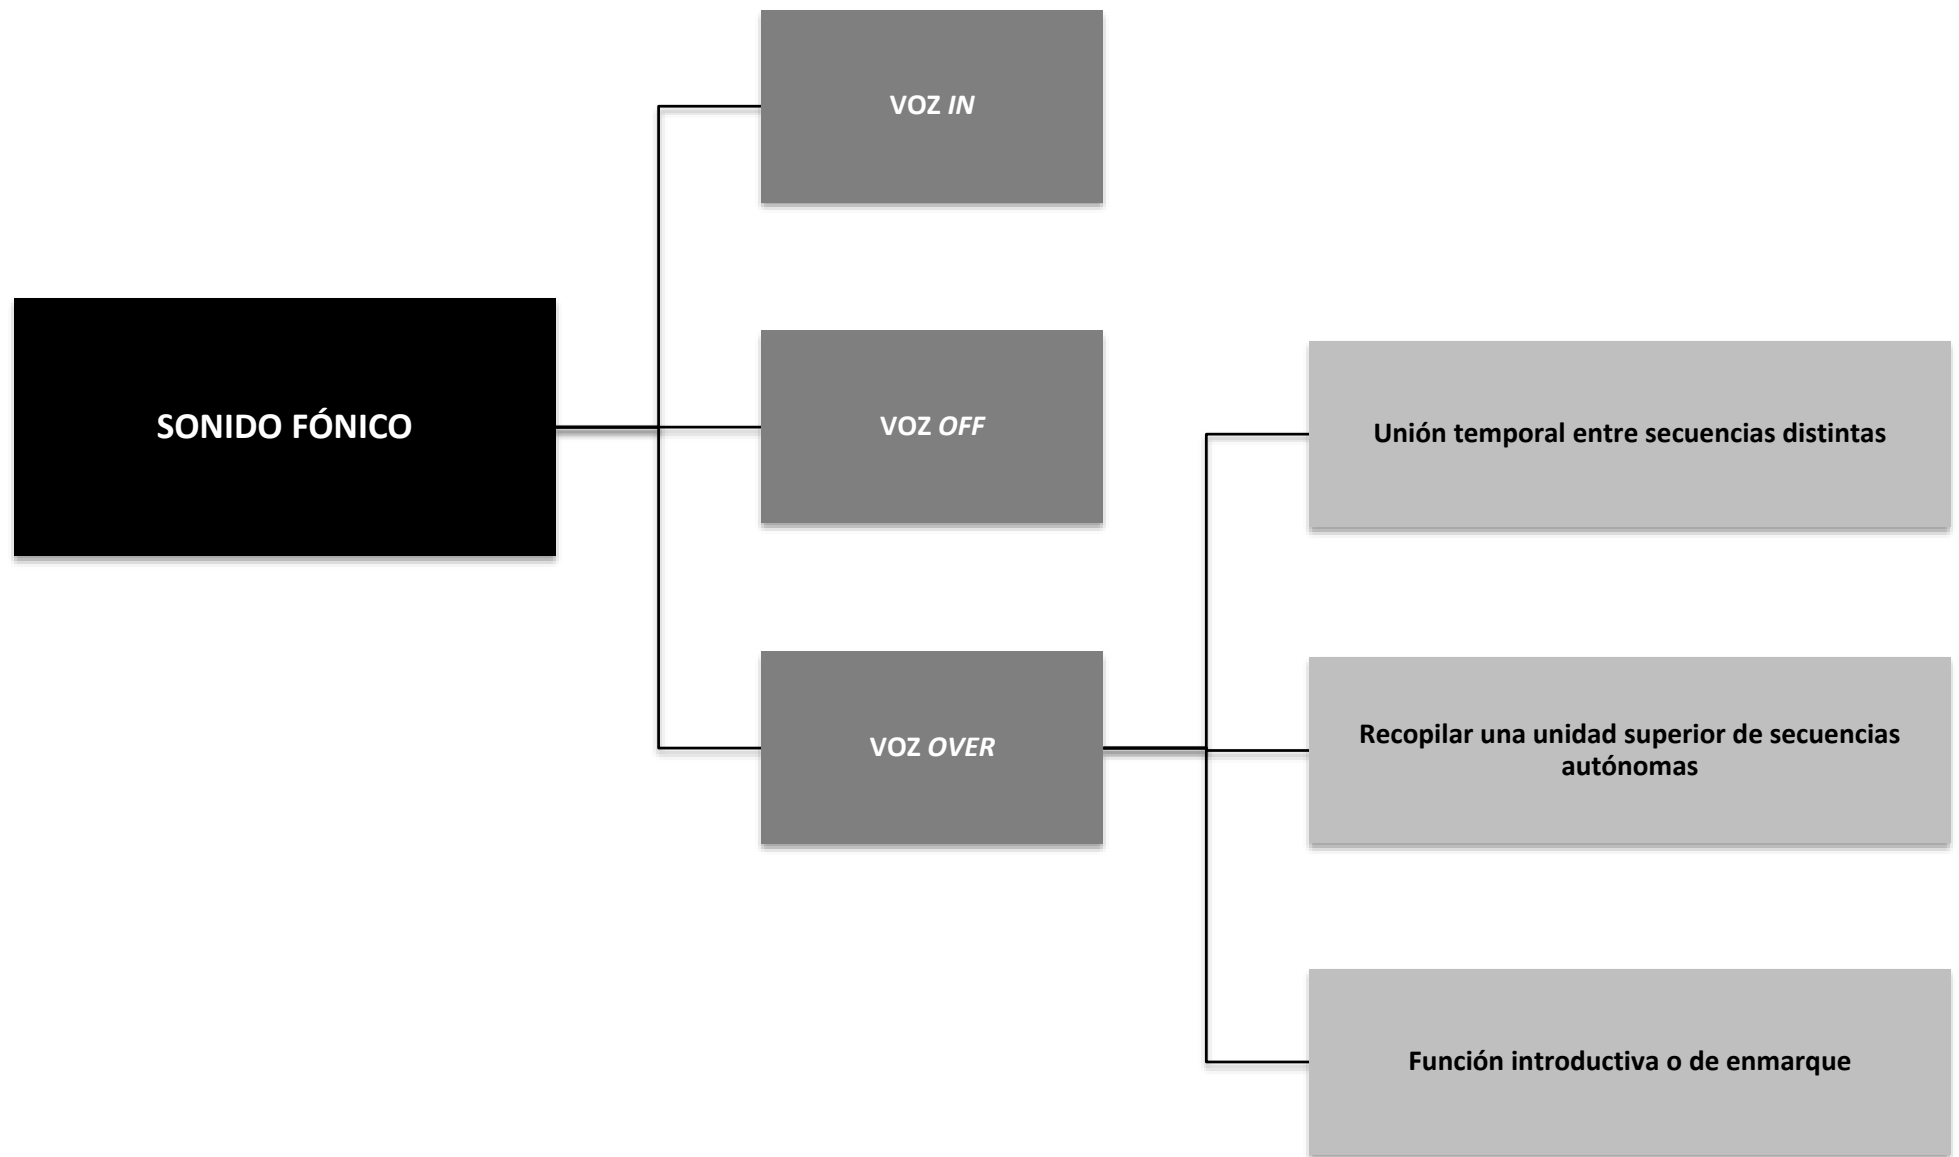 SONIDO FÓNICO
VOZ IN
VOZ OFF
VOZ OVER
Unión temporal entre secuencias distintas
Recopilar una unidad superior de secuencias
autónomas
Función introductiva o de enmarque